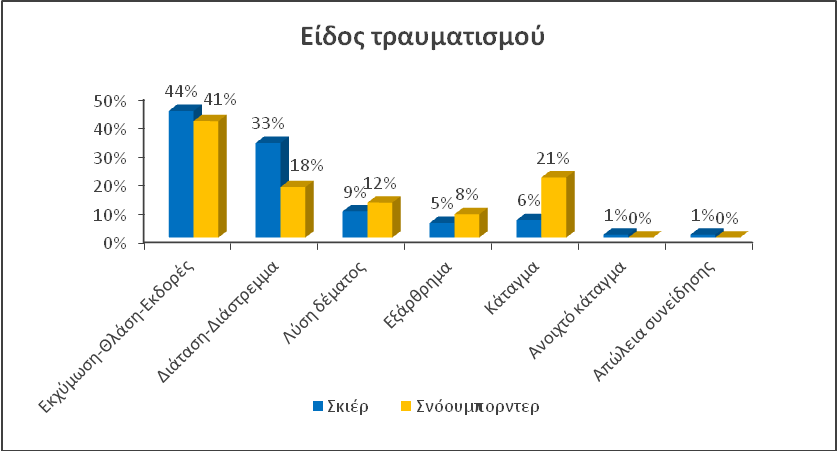 Είδος τραυματισμού
50%
40%
30%
20%
10%
0%
44%
41%
33%
18%
9%
12%
5%
8%
6%
21%
1%
0%
1%
0%
Εκχύμωση-Θλάση-Εκδορές
Διάταση-Διάστρεμμα
Λύση δέματος
Εξάρθρημα
Κάταγμα
Ανοιχτό κάταγμα
Απώλεια συνείδησης
Σκιέρ
Σνόουμπορντερ